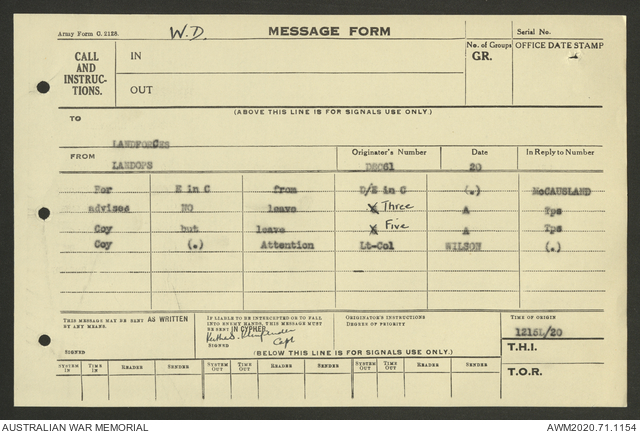 Army Form C. 2128. W.D. MESSAGE FORM Serial No.
CALL AND INSTRUC- TIONS. IN No. of Groups GR. OFFICE DATE STAMP
OUT
(ABOVE THIS LINE IS FOR SIGNALS USE ONLY.)
TO
LANDFORCES
FROM Originator's Number Date In Reply to Number
LANDOPS DSC61 20
For E in C from D/E in C (.) McCAUSLAND
advises NO leave X Three A Tps
Coy but leave X Five A Tps
Coy (.) Attention Lt-Col WILSON (.)
THIS MESSAGE MAY BE SENT AS WRITTEN BY ANY MEANS.
SIGNED
IF LIABLE TO BE INTERCEPTED OR TO FALL INTO ENEMY HANDS, THIS MESSAGE MUST BE SENT IN CYPHER.
Capt
SIGNED
ORIGINATOR'S INSTRUCTIONS DEGREE OF PRIORITY
TIME OF ORIGIN
1215L/20
T.H.I.
(BELOW THIS LINE IS FOR SIGNALS USE ONLY.)
SYSTEM IN TIME IN READER SENDER SYSTEM OUT TIME OUT READER SENDER SYSTEM OUT TIME OUT READER SENDER T.O.R.
AUSTRALIAN WAR MEMORIAL AWM2020.71.1154